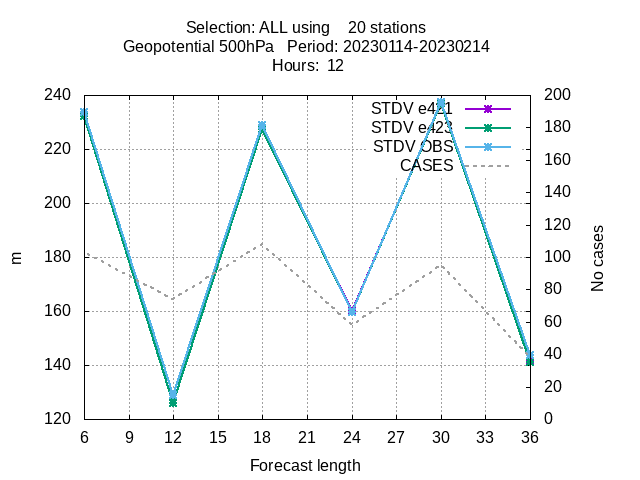 Selection: ALL using 20 stations
Geopotential 500hPa Period: 20230114-20230214
Hours: 12
240
220
200
180
160
140
120
200
180
160
140
120
100
80
60
40
20
0
STDV e421
STDV e423
STDV OBS
CASES
m
No cases
6 9 12 15 18 21 24 27 30 33 36
Forecast length